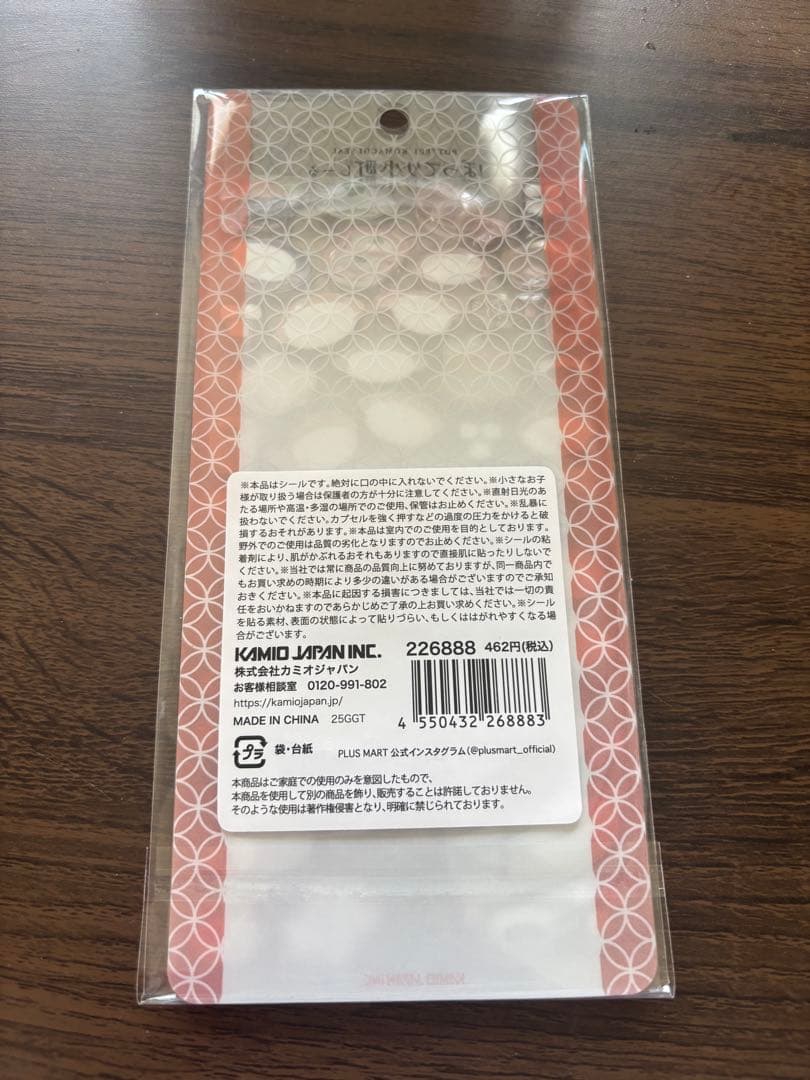 POTTERI KOMACHI SEAL
ぽってり小町しーる
※本品はシールです。絶対に口の中に入れないでください。※小さなお子
様が取り扱う場合は保護者の方が十分に注意してください。※直射日光のあ
たる場所や高温・多湿の場所でのご使用、保管はお止めください。※乱暴に
扱わないでください。カプセルを強く押すなどの過度の圧力をかけると破
損するおそれがあります。※本品は室内でのご使用を目的としております。
野外でのご使用は品質の劣化となりますのでお止めください。※シールの粘
着剤により、肌がかぶれるおそれもありますので直接肌に貼ったりしないで
ください。※当社では常に商品の品質向上に努めておりますが、同一商品内で
もお買い求めの時期により多少の違いがある場合がございますのでご承知
おきください。※本品に起因する損害につきましては、当社では一切の責
任をおいかねますのであらかじめご了承の上お買い求めください。※シール
を貼る素材、表面の状態によって貼りづらい、もしくははがれやすくなる場
合がございます。
KAMIO JAPAN INC. 226888 462円(税込)
株式会社カミオジャパン
お客様相談室 0120-991-802
https://kamiojapan.jp/
MADE IN CHINA 25GGT
4 550432 268883
プラ 袋・台紙 PLUS MART 公式インスタグラム(@plusmart_official)
本商品はご家庭での使用のみを意図したもので、
本商品を使用して別の商品を飾り、販売することは許諾しておりません。
そのような使用は著作権侵害となり、明確に禁じられております。
KAMIO JAPAN INC.